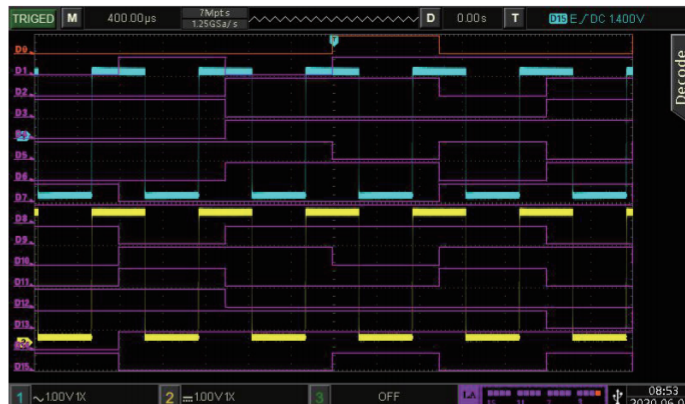 TRIGED M 400.00μs 7Mpts 1.25GSa/s D 0.00s T D15 E DC 1.400V
Decode
D0
D1
D2
D3
D5
D6
D7
D8
D9
D10
D11
D12
D13
D15
1 1.00V 1X 2 1.00V 1X 3 OFF LA 08:53